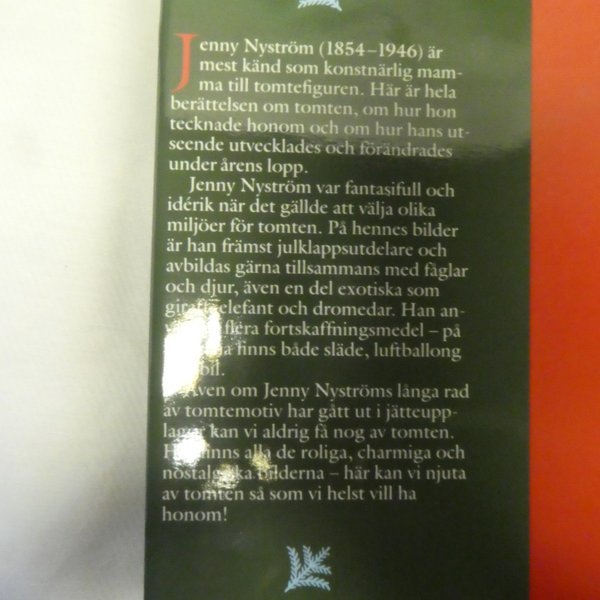 Jenny Nyström (1854–1946) är
mest känd som konstnärlig mam-
ma till tomtefiguren. Här är hela
berättelsen om tomten, om hur hon
tecknade honom och om hur hans ut-
seende utvecklades och förändrades
under årens lopp.
Jenny Nyström var fantasifull och
idérik när det gällde att välja olika
miljöer för tomten. På hennes bilder
är han främst julklappsutdelare och
avbildas gärna tillsammans med fåglar
och djur, även en del exotiska som
giraff, elefant och dromedar. Han an-
flera fortskaffningsmedel – på
finns både släde, luftballong
Även om Jenny Nyströms långa rad
av tomtemotiv har gått ut i jätteupp-
lagor kan vi aldrig få nog av tomten.
finns alla de roliga, charmiga och
nostalgiska bilderna – här kan vi njuta
av tomten så som vi helst vill ha
honom!